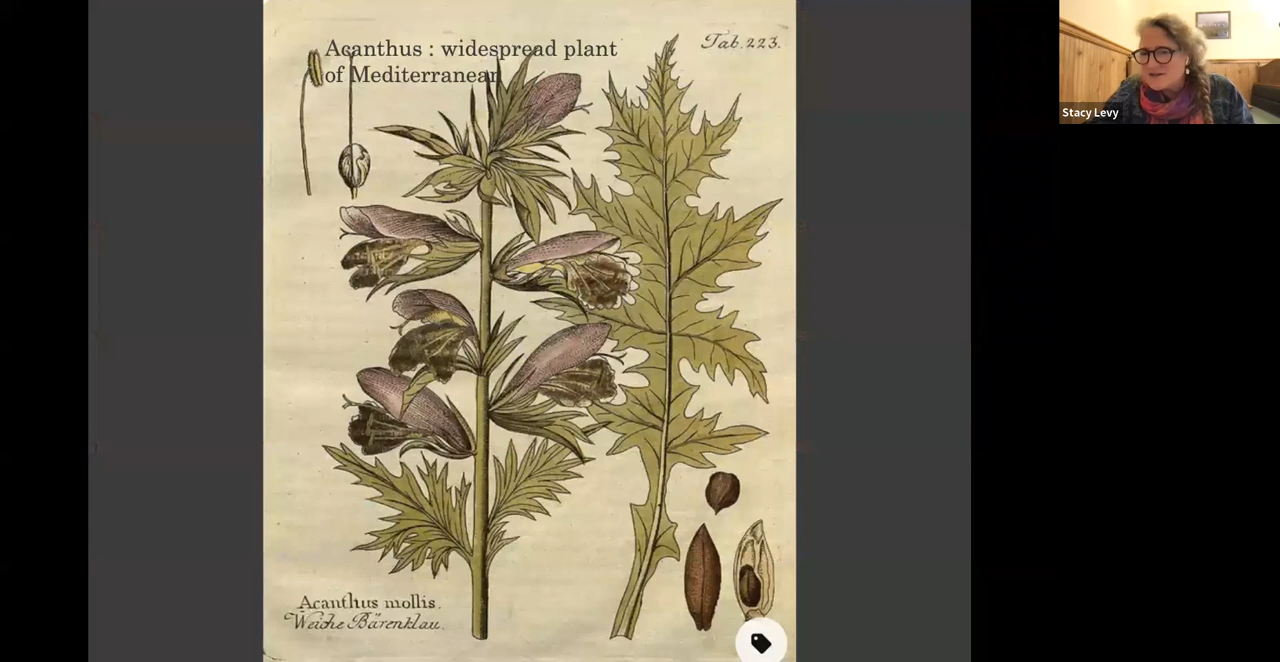 Acanthus : widespread plant
of Mediterranean
Tab. 223.
Stacy Levy
Acanthus mollis.
Weiche Bärenklau.